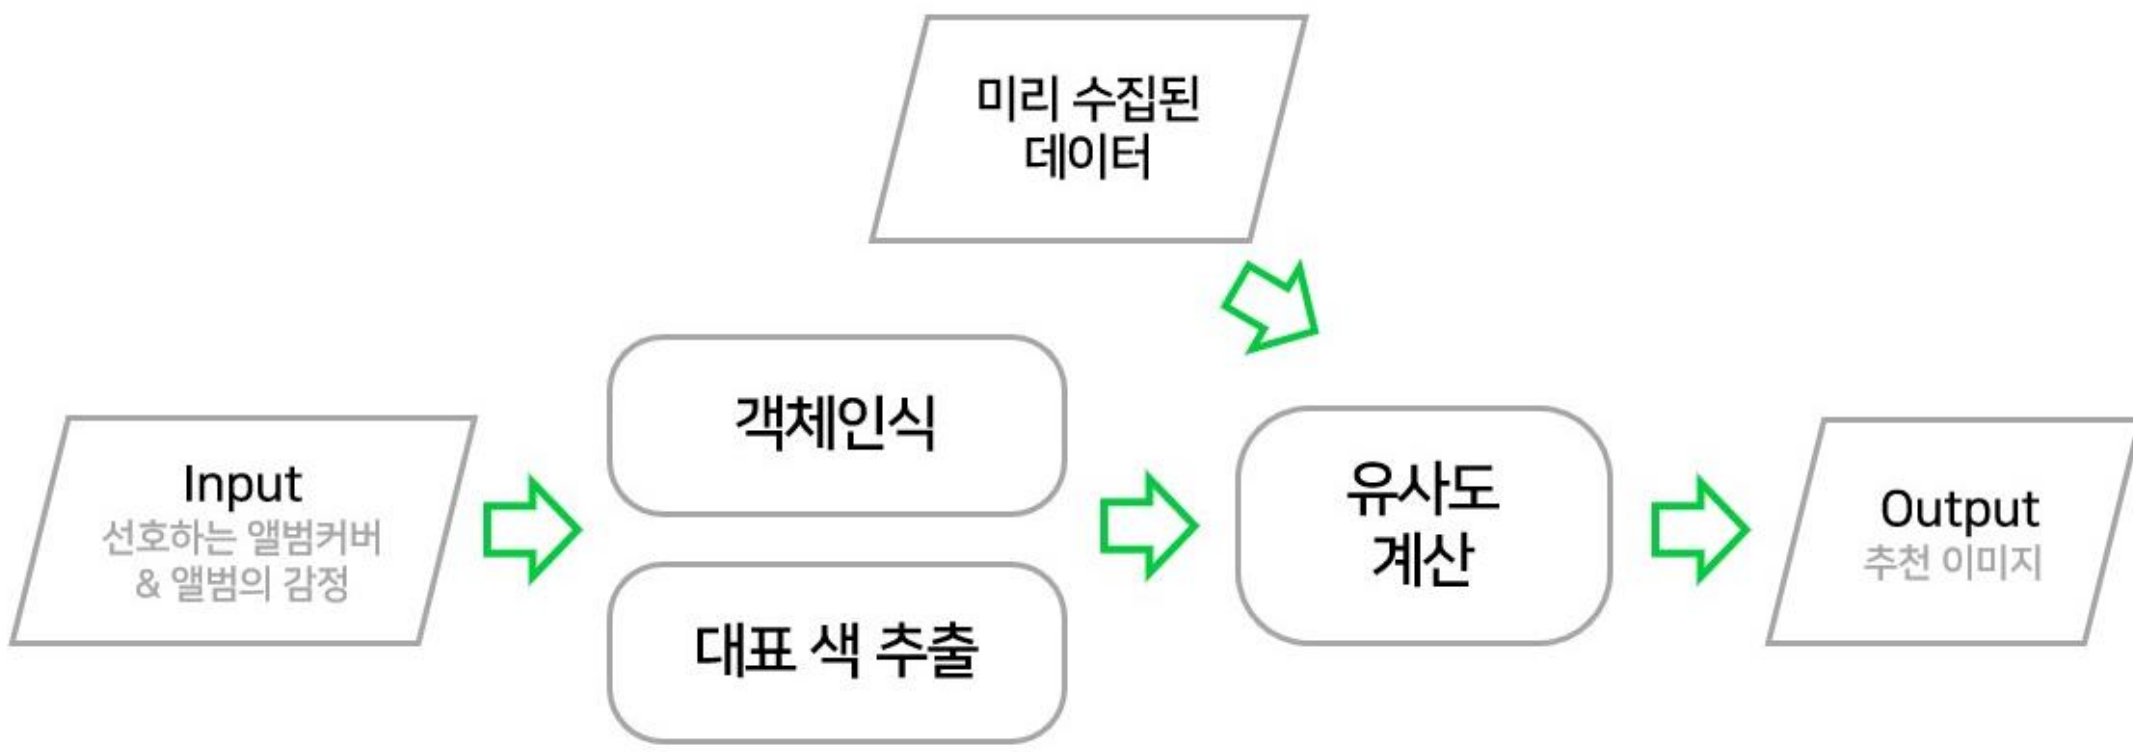 미리 수집된
데이터
Input
선호하는 앨범커버
& 앨범의 감정
객체인식
대표 색 추출
유사도
계산
Output
추천 이미지